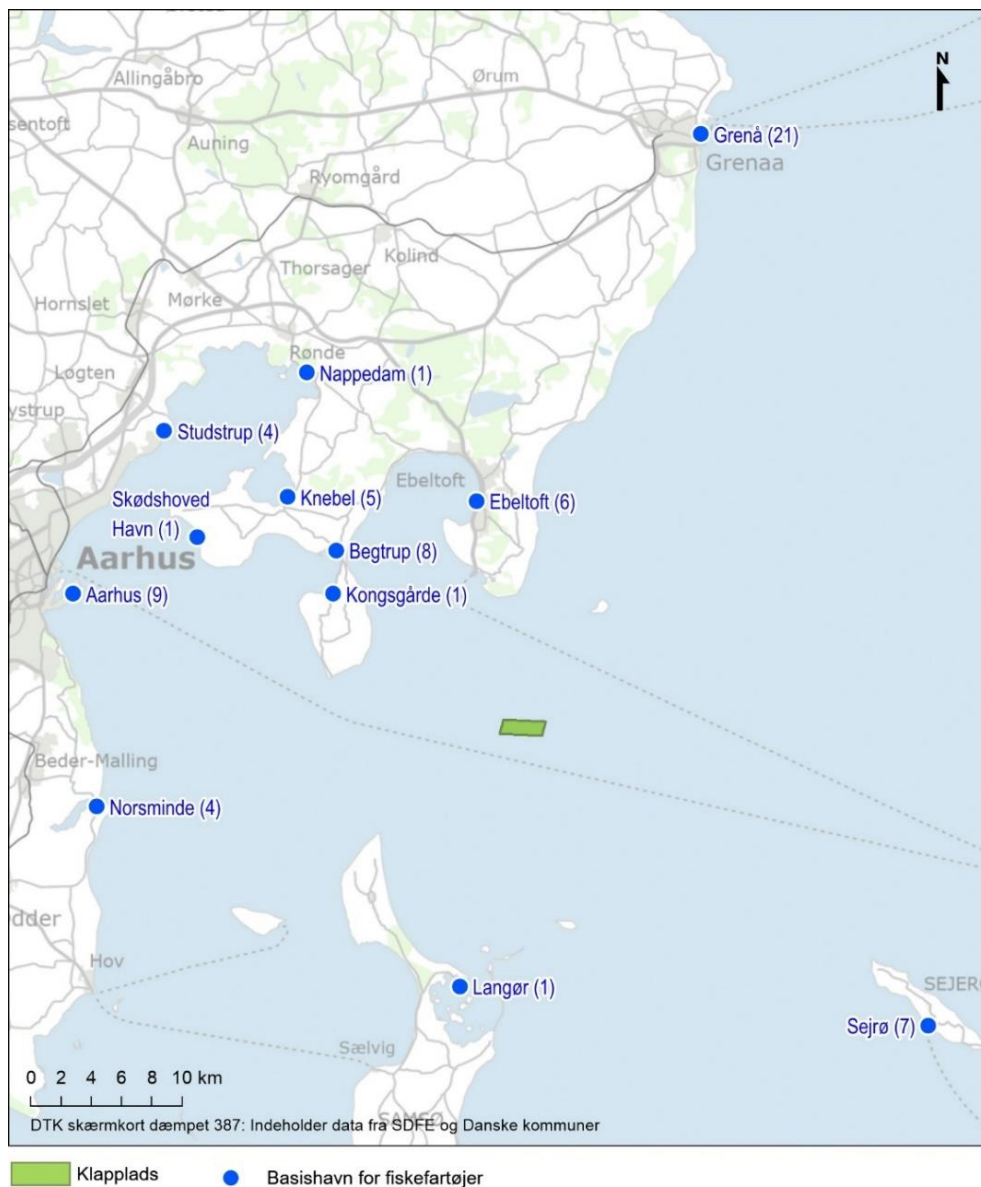 Allingåbro
Ørum
N
sentoft
Auning
Grenå (21)
Grenaa
Ryomgård
Kolind
Thorsager
Hornslet
Mørke
Rønde
Nappedam (1)
Løgten
ystrup
Studstrup (4)
Ebeltoft
Skødshoved
Havn (1)
Knebel (5)
Ebeltoft (6)
Begtrup (8)
Aarhus
Aarhus (9)
Kongsgårde (1)
Beder-Malling
Norsminde (4)
dder
Hov
Langør (1)
SEJERØ
Sejrø (7)
Sælvig
0 2 4 6 8 10 km
SAMSØ
DTK skærmkort dæmpet 387: Indeholder data fra SDFE og Danske kommuner
Klapplads
Basishavn for fiskefartøjer